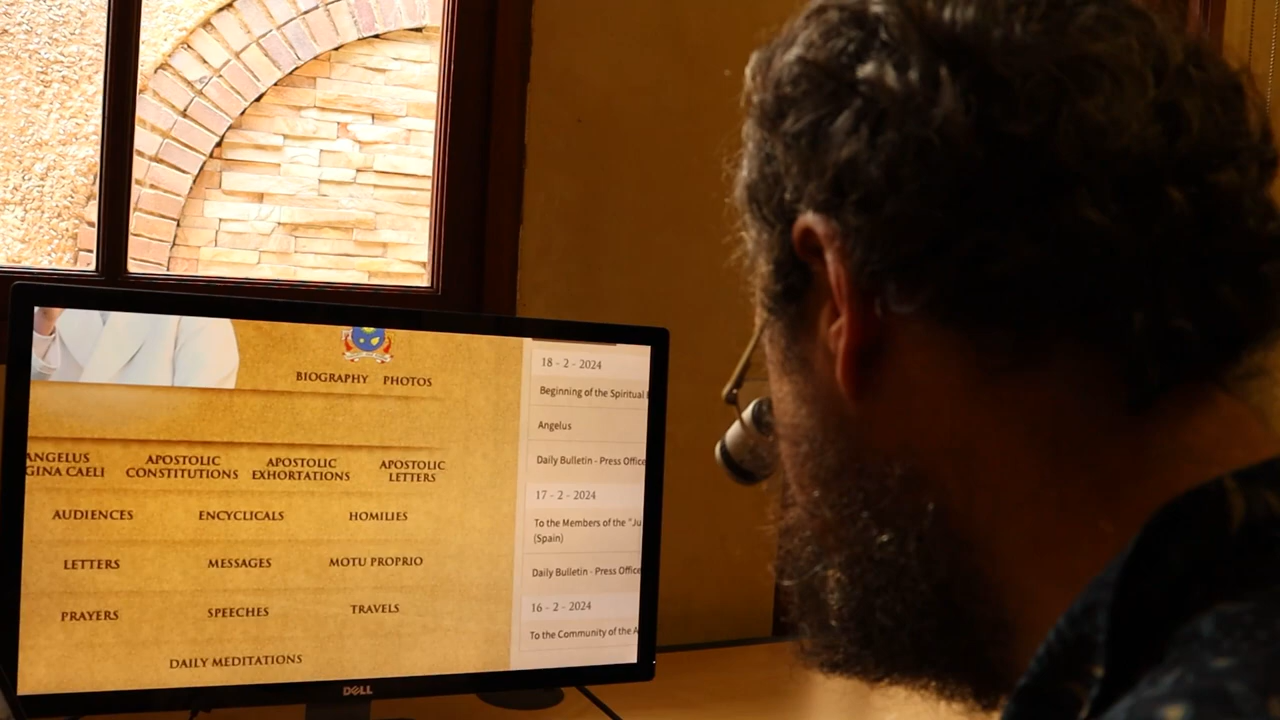 BIOGRAPHY PHOTOS
ANGELUS
GINA CAELI
APOSTOLIC
CONSTITUTIONS
APOSTOLIC
EXHORTATIONS
APOSTOLIC
LETTERS
AUDIENCES ENCYCLICALS HOMILIES
LETTERS MESSAGES MOTU PROPRIO
PRAYERS SPEECHES TRAVELS
DAILY MEDITATIONS
18 - 2 - 2024
Beginning of the Spiritual
Angelus
Daily Bulletin - Press Office
17 - 2 - 2024
To the Members of the "Ju
(Spain)
Daily Bulletin - Press Office
16 - 2 - 2024
To the Community of the A
DELL